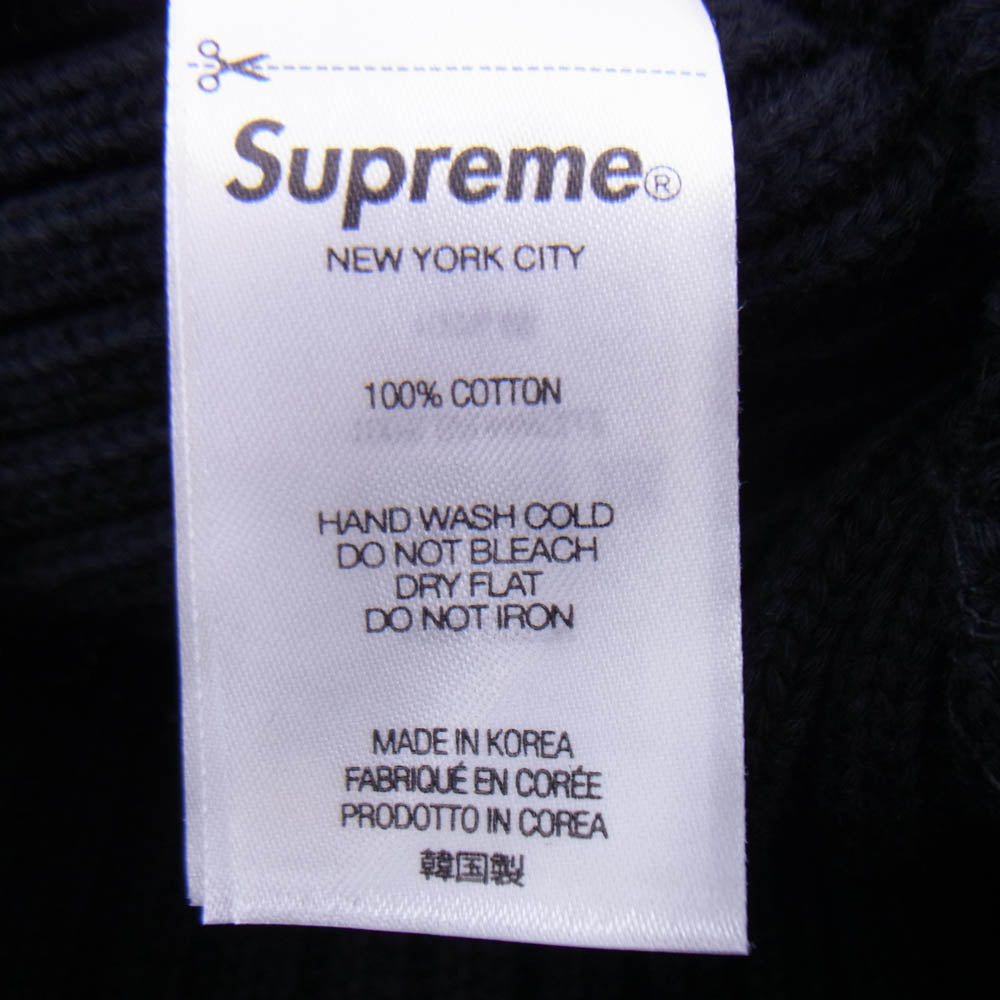 Supreme®
NEW YORK CITY
100% COTTON
HAND WASH COLD
DO NOT BLEACH
DRY FLAT
DO NOT IRON
MADE IN KOREA
FABRIQUÉ EN CORÉE
PRODOTTO IN COREA
韓国製